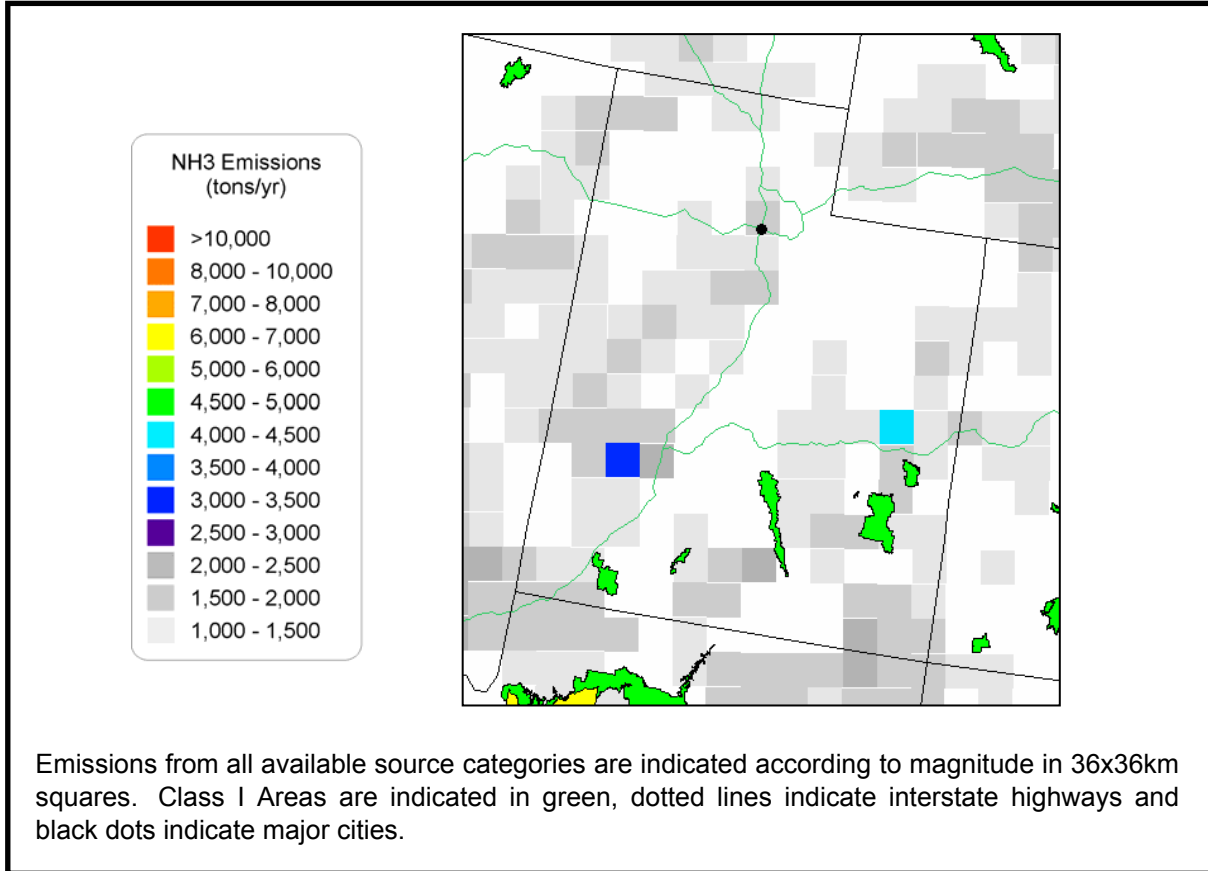 NH3 Emissions
(tons/yr)
>10,000
8,000 - 10,000
7,000 - 8,000
6,000 - 7,000
5,000 - 6,000
4,500 - 5,000
4,000 - 4,500
3,500 - 4,000
3,000 - 3,500
2,500 - 3,000
2,000 - 2,500
1,500 - 2,000
1,000 - 1,500
Emissions from all available source categories are indicated according to magnitude in 36x36km
squares. Class I Areas are indicated in green, dotted lines indicate interstate highways and
black dots indicate major cities.